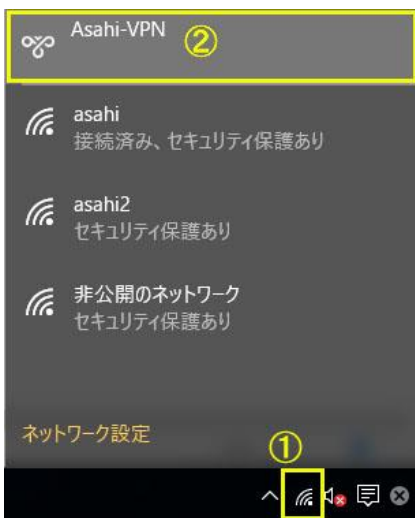 Asahi-VPN ②
asahi
接続済み、セキュリティ保護あり
asahi2
セキュリティ保護あり
非公開のネットワーク
セキュリティ保護あり
ネットワーク設定
①